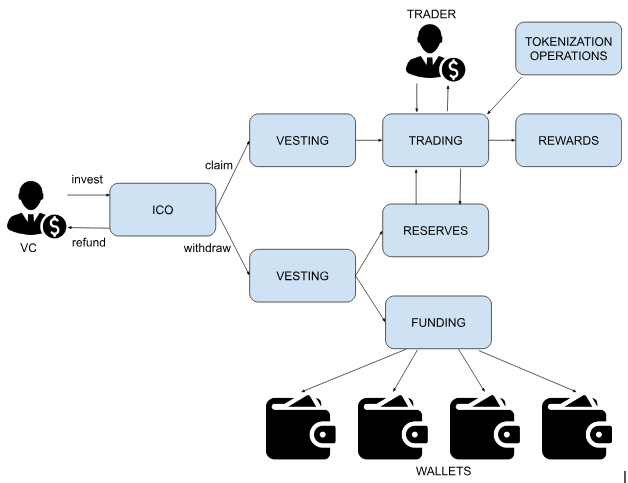 TRADER
TOKENIZATION
OPERATIONS
VESTING
TRADING
REWARDS
claim
invest
ICO
refund
VC
withdraw
RESERVES
VESTING
FUNDING
WALLETS